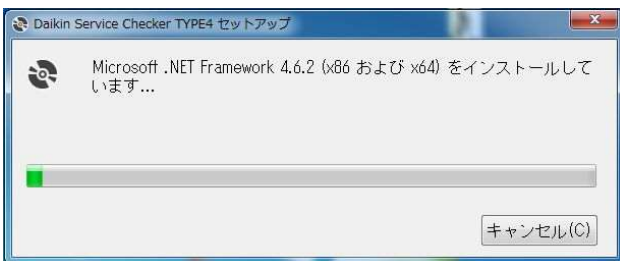 Daikin Service Checker TYPE4 セットアップ
Microsoft .NET Framework 4.6.2 (x86 および x64) をインストールして
います...
キャンセル(C)